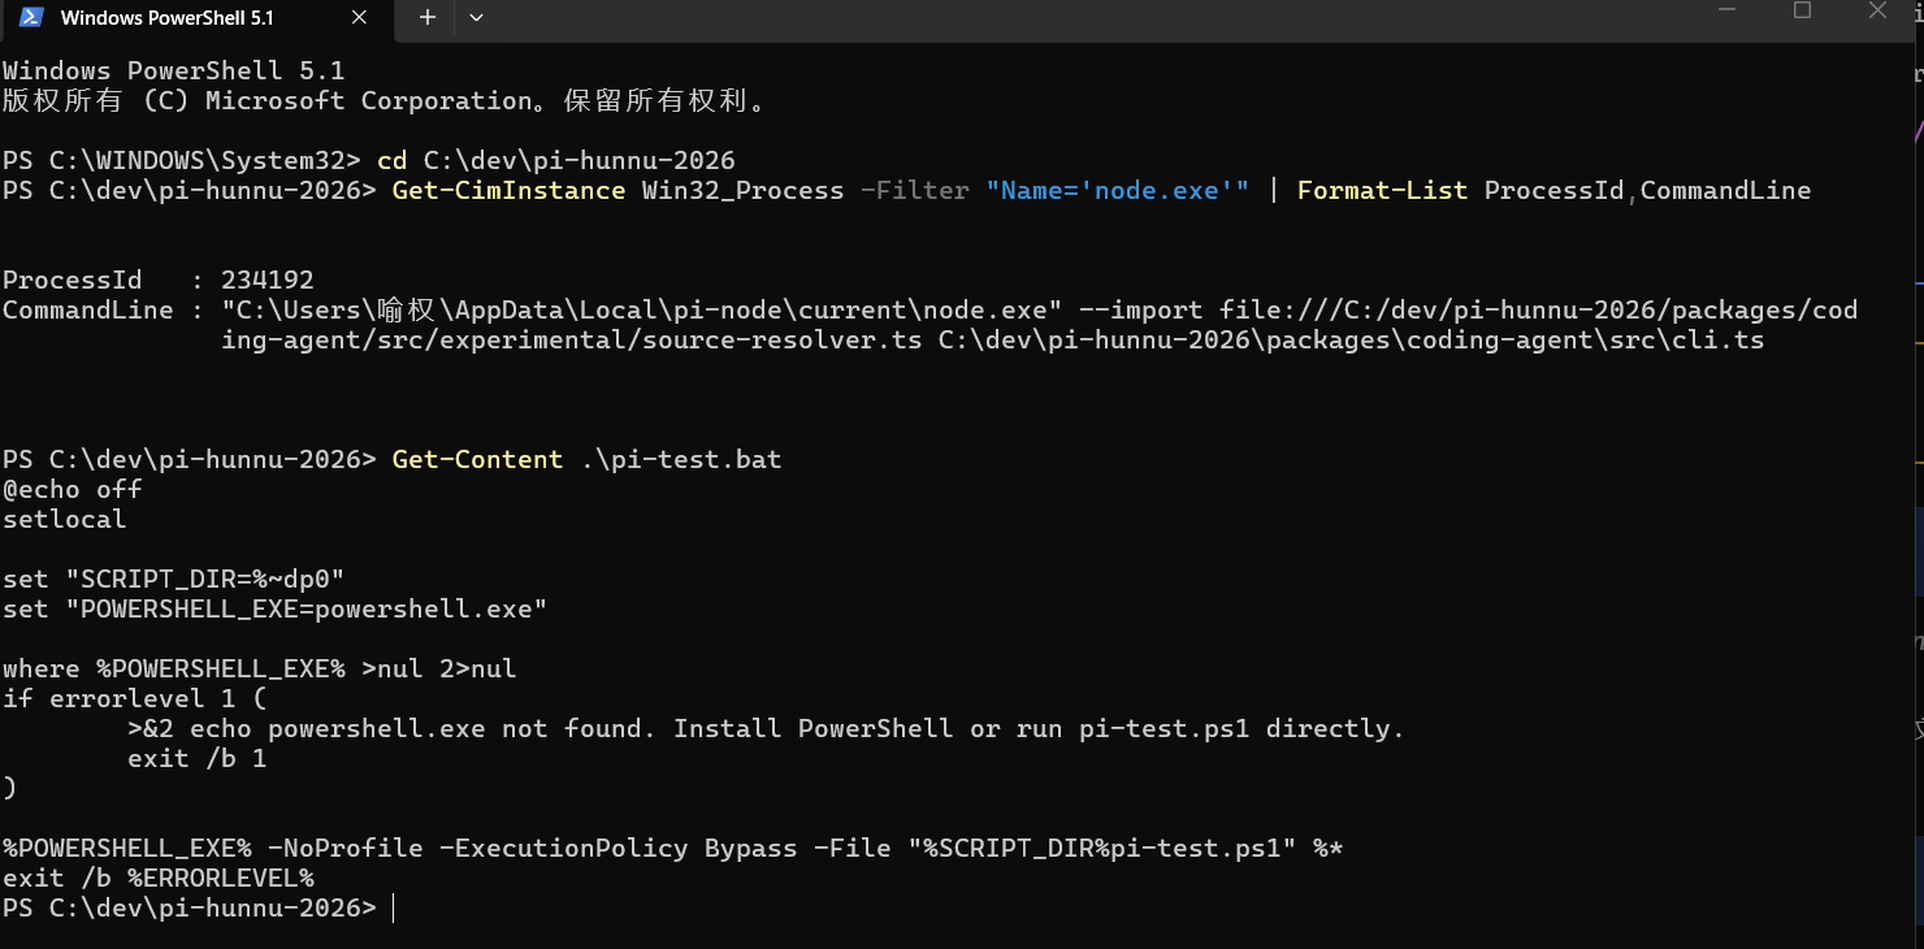 Windows PowerShell 5.1
Windows PowerShell 5.1
版权所有 (C) Microsoft Corporation。保留所有权利。
PS C:\WINDOWS\System32> cd C:\dev\pi-hunnu-2026
PS C:\dev\pi-hunnu-2026> Get-CimInstance Win32_Process -Filter "Name='node.exe'" | Format-List ProcessId,CommandLine
ProcessId   : 234192
CommandLine : "C:\Users\喻权\AppData\Local\pi-node\current\node.exe" --import file:///C:/dev/pi-hunnu-2026/packages/cod
ing-agent/src/experimental/source-resolver.ts C:\dev\pi-hunnu-2026\packages\coding-agent\src\cli.ts
PS C:\dev\pi-hunnu-2026> Get-Content .\pi-test.bat
@echo off
setlocal
set "SCRIPT_DIR=%~dp0"
set "POWERSHELL_EXE=powershell.exe"
where %POWERSHELL_EXE% >nul 2>nul
if errorlevel 1 (
        >&2 echo powershell.exe not found. Install PowerShell or run pi-test.ps1 directly.
        exit /b 1
)
%POWERSHELL_EXE% -NoProfile -ExecutionPolicy Bypass -File "%SCRIPT_DIR%pi-test.ps1" %*
exit /b %ERRORLEVEL%
PS C:\dev\pi-hunnu-2026>